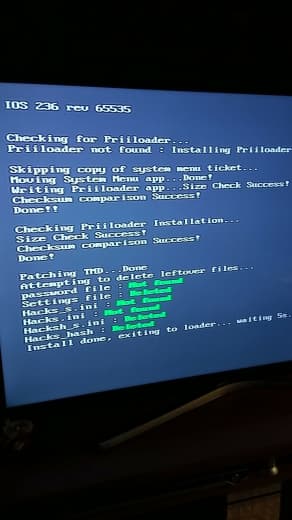 IOS 236 rev 65535
Checking for Priiloader...
Priiloader not found : Installing Priiloader
Skipping copy of system menu ticket...
Moving System Menu app...Done!
Writing Priiloader app...Size Check Success!
Checksum comparison Success!
Done!!
Checking Priiloader Installation...
Size Check Success!
Checksum comparison Success!
Done!
Patching TMD...Done
Attempting to delete leftover files...
password file : Not found
Settings file : Deleted
Hacks_s.ini : Not found
Hacks.ini : Not found
Hacksh_s.ini : Deleted
Hacks_hash : Deleted
Install done, exiting to loader... waiting 5s.